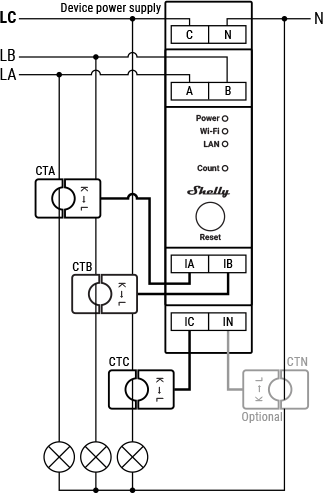 Device power supply
LC
N
C N
LB
LA
A B
Power
Wi-Fi
LAN
Count
CTA
K → L
Shelly
Reset
CTB
K → L
IA IB
IC IN
CTC
K → L
CTN
K ← L
Optional